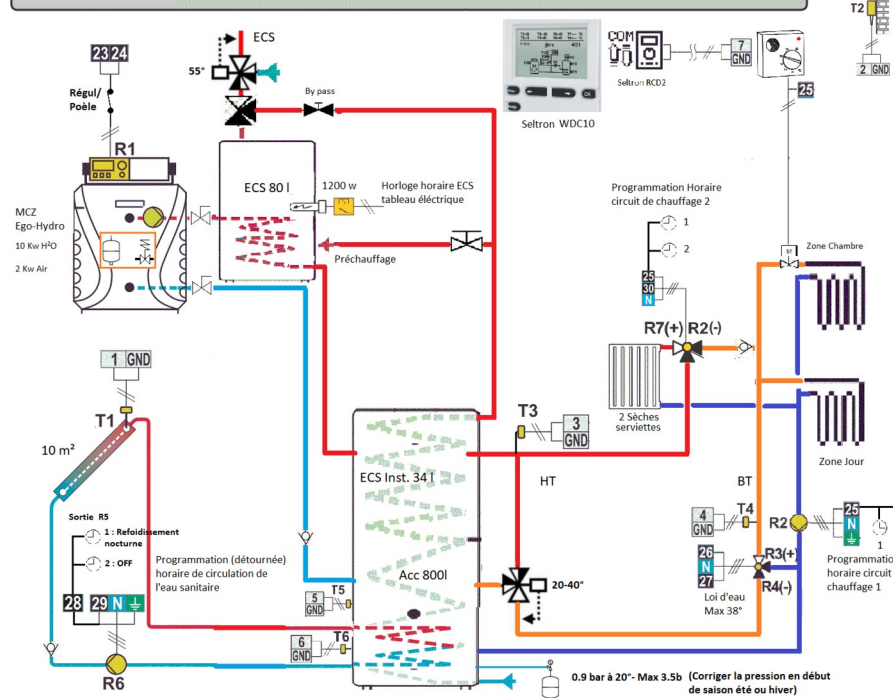 T2
2 GND
23 24
ECS
55°
By pass
COM
7
GND
Seltron RCD2
Seltron WDC10
25
Régul/
Poèle
R1
MCZ
Ego-Hydro
10 Kw H²O
2 Kw Air
ECS 80 l
1200 w
Horloge horaire ECS
tableau éléctrique
Préchauffage
Programmation Horaire
circuit de chauffage 2
1
2
25
30
N
R7(+) R2(-)
M
Zone Chambre
2 Sèches
serviettes
Zone Jour
1 GND
T1
10 m²
T3
3
GND
HT
BT
ECS Inst. 34 l
Acc 800l
4
GND
T4
R2
25
N
1
Programmation
horaire circuit
chauffage 1
26
N
27
R3(+)
R4(-)
Loi d'eau
Max 38°
20-40°
Sortie R5
1 : Refoidissement
nocturne
2 : OFF
Programmation (détournée)
horaire de circulation de
l'eau sanitaire
28 29 N
R6
5
GND
T5
6
GND
T6
0.9 bar à 20°- Max 3.5b (Corriger la pression en début
de saison été ou hiver)